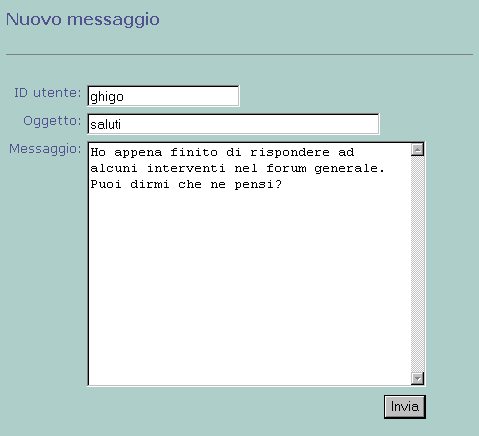 Nuovo messaggio
ID utente: ghigo
Oggetto: saluti
Messaggio: Ho appena finito di rispondere ad
alcuni interventi nel forum generale.
Puoi dirmi che ne pensi?
Invia